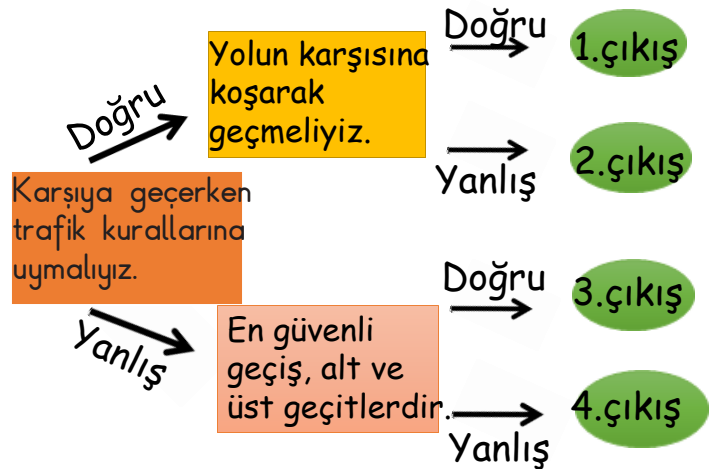 Karşıya geçerken
trafik kurallarına
uymalıyız.
Doğru
Yanlış
Yolun karşısına
koşarak
geçmeliyiz.
Doğru
1.çıkış
Yanlış
2.çıkış
En güvenli
geçiş, alt ve
üst geçitlerdir.
Doğru
3.çıkış
Yanlış
4.çıkış